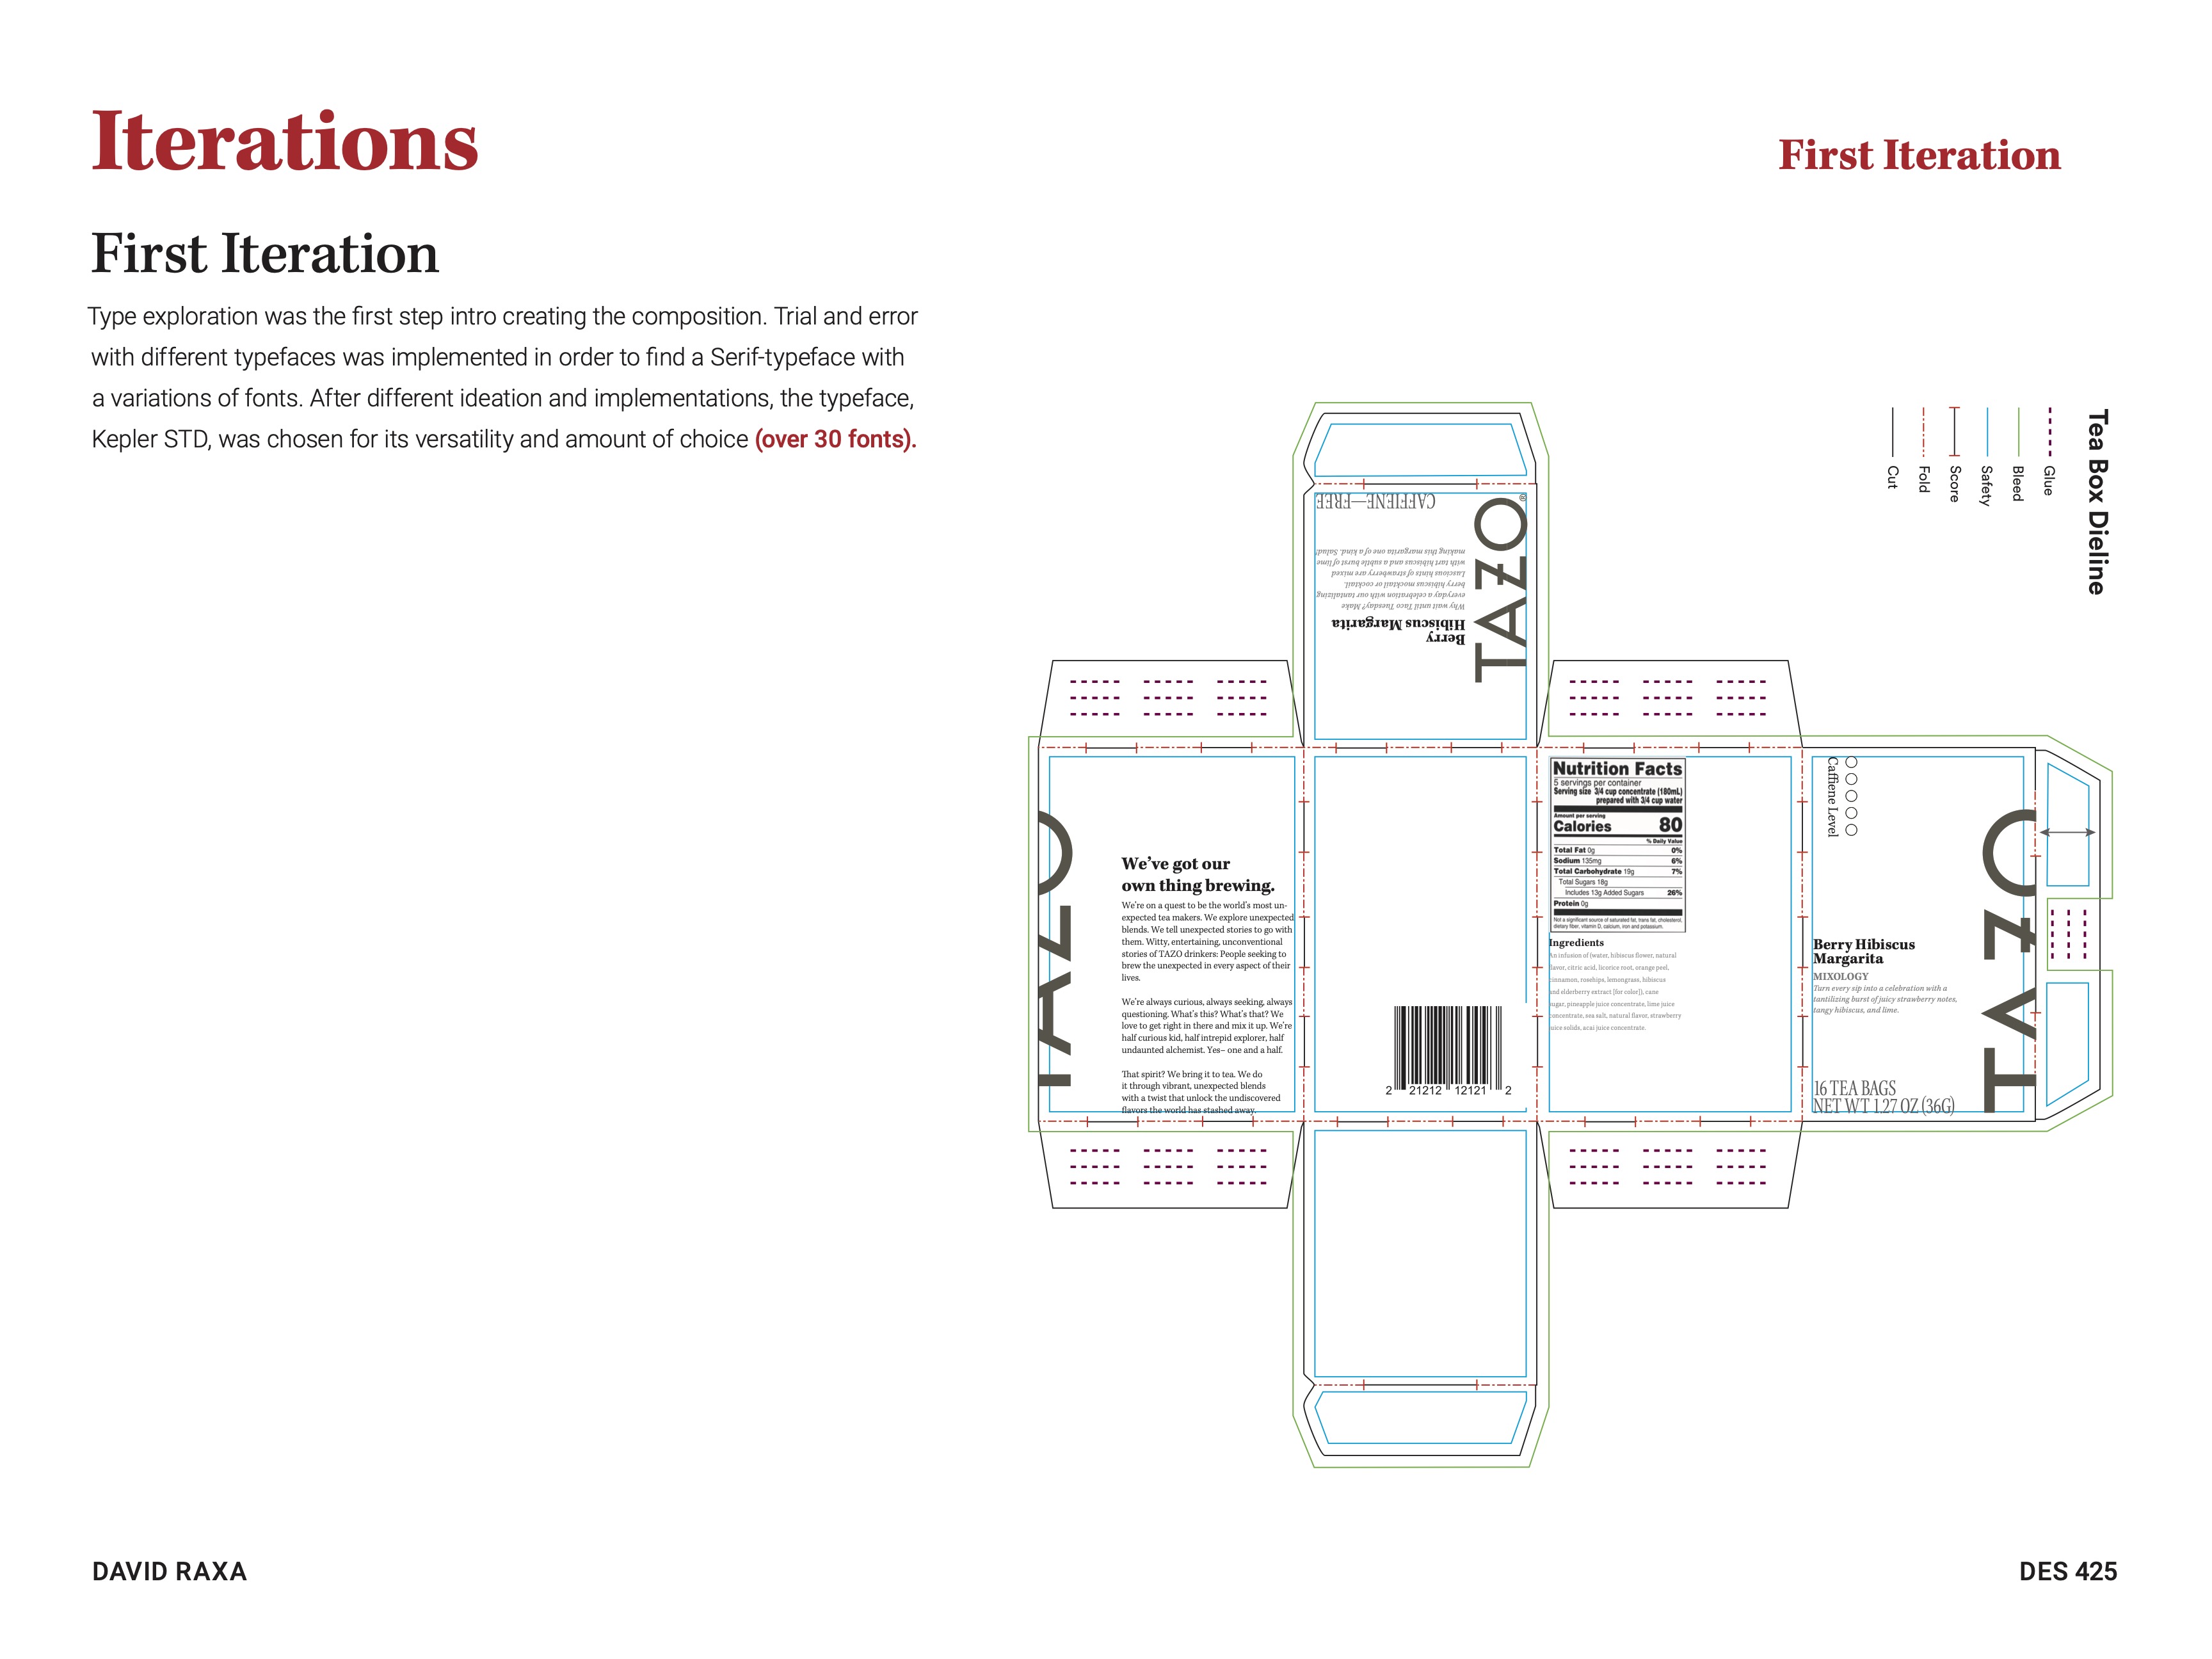 Iterations
First Iteration
First Iteration
Type exploration was the first step intro creating the composition. Trial and error
with different typefaces was implemented in order to find a Serif-typeface with
a variations of fonts. After different ideation and implementations, the typeface,
Kepler STD, was chosen for its versatility and amount of choice (over 30 fonts).
Tea Box Dieline
Glue
Bleed
Safety
Score
Fold
Cut
TAZO®
Berry
Hibiscus Margarita
Why wait until Taco Tuesday? Make
everyday a celebration with our tantalizing
berry hibiscus mocktail or cocktail.
Luscious hints of strawberry are mixed
with tart hibiscus and a subtle burst of lime
making this margarita one of a kind. Salud!
CAFFIENE—FREE
TAZO
We've got our
own thing brewing.
We're on a quest to be the world's most un-
expected tea makers. We explore unexpected
blends. We tell unexpected stories to go with
them. Witty, entertaining, unconventional
stories of TAZO drinkers: People seeking to
brew the unexpected in every aspect of their
lives.
We're always curious, always seeking, always
questioning. What's this? What's that? We
love to get right in there and mix it up. We're
half curious kid, half intrepid explorer, half
undaunted alchemist. Yes– one and a half.
That spirit? We bring it to tea. We do
it through vibrant, unexpected blends
with a twist that unlock the undiscovered
flavors the world has stashed away.
2 21212 12121 2
Nutrition Facts
5 servings per container
Serving size 3/4 cup concentrate (180mL)
prepared with 3/4 cup water
Amount per serving
Calories 80
% Daily Value
Total Fat 0g 0%
Sodium 135mg 6%
Total Carbohydrate 19g 7%
Total Sugars 18g
Includes 13g Added Sugars 26%
Protein 0g
Not a significant source of saturated fat, trans fat, cholesterol,
dietary fiber, vitamin D, calcium, iron and potassium.
Ingredients
An infusion of (water, hibiscus flower, natural
flavor, citric acid, licorice root, orange peel,
cinnamon, rosehips, lemongrass, hibiscus
and elderberry extract [for color]), cane
sugar, pineapple juice concentrate, lime juice
concentrate, sea salt, natural flavor, strawberry
juice solids, acai juice concentrate.
Caffiene Level
Berry Hibiscus
Margarita
MIXOLOGY
Turn every sip into a celebration with a
tantilizing burst of juicy strawberry notes,
tangy hibiscus, and lime.
16 TEA BAGS
NET WT 1.27 OZ (36G)
TAZO
DAVID RAXA
DES 425